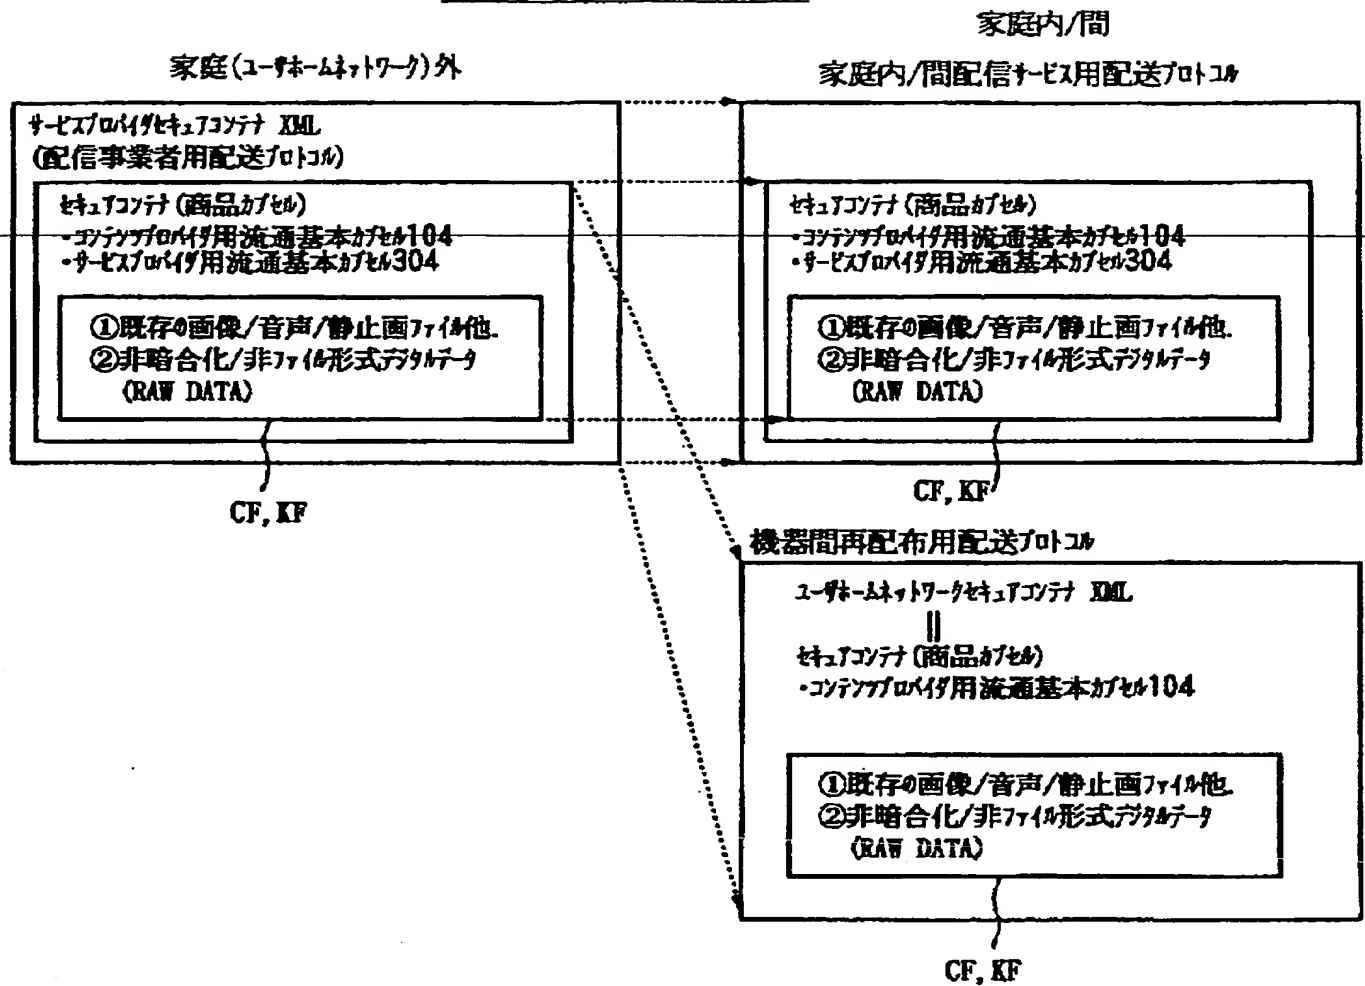 家庭(ユーザホームネットワーク)外
サービスプロバイダセキュアコンテナ XML
(配信事業者用配送プロトコル)
セキュアコンテナ(商品カプセル)
・コンテンツプロバイダ用流通基本カプセル104
・サービスプロバイダ用流通基本カプセル304
①既存の画像/音声/静止画ファイル他.
②非暗合化/非ファイル形式デジタルデータ
(RAW DATA)
CF, KF
家庭内/間
家庭内/間配信サービス用配送プロトコル
セキュアコンテナ(商品カプセル)
・コンテンツプロバイダ用流通基本カプセル104
・サービスプロバイダ用流通基本カプセル304
①既存の画像/音声/静止画ファイル他.
②非暗合化/非ファイル形式デジタルデータ
(RAW DATA)
CF, KF
機器間再配布用配送プロトコル
ユーザホームネットワークセキュアコンテナ XML
||
セキュアコンテナ(商品カプセル)
・コンテンツプロバイダ用流通基本カプセル104
①既存の画像/音声/静止画ファイル他.
②非暗合化/非ファイル形式デジタルデータ
(RAW DATA)
CF, KF